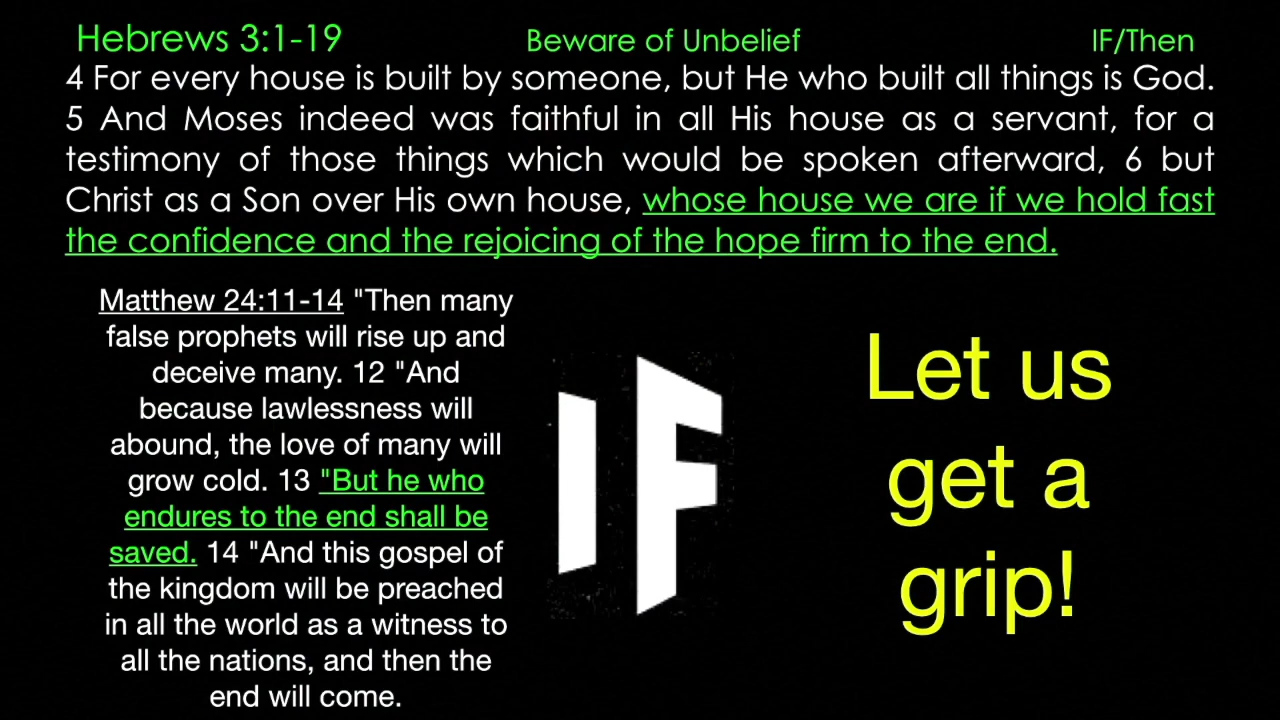 Hebrews 3:1-19 Beware of Unbelief IF/Then
4 For every house is built by someone, but He who built all things is God.
5 And Moses indeed was faithful in all His house as a servant, for a
testimony of those things which would be spoken afterward, 6 but
Christ as a Son over His own house, whose house we are if we hold fast
the confidence and the rejoicing of the hope firm to the end.
Matthew 24:11-14 "Then many
false prophets will rise up and
deceive many. 12 "And
because lawlessness will
abound, the love of many will
grow cold. 13 "But he who
endures to the end shall be
saved. 14 "And this gospel of
the kingdom will be preached
in all the world as a witness to
all the nations, and then the
end will come.
IF
Let us
get a
grip!